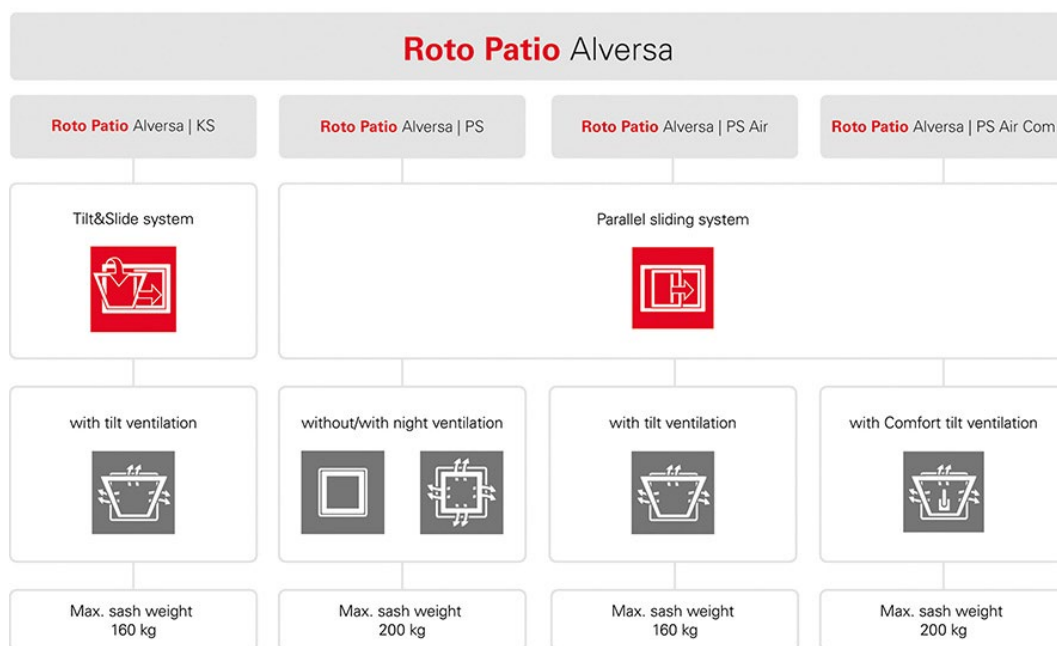 Roto Patio Alversa
Roto Patio Alversa | KS
Roto Patio Alversa | PS
Roto Patio Alversa | PS Air
Roto Patio Alversa | PS Air Com
Tilt&Slide system
Parallel sliding system
with tilt ventilation
without/with night ventilation
with tilt ventilation
with Comfort tilt ventilation
Max. sash weight
160 kg
Max. sash weight
200 kg
Max. sash weight
160 kg
Max. sash weight
200 kg